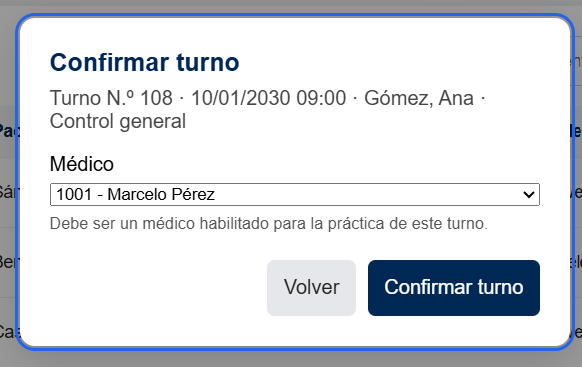 Confirmar turno
Turno N.º 108 · 10/01/2030 09:00 · Gómez, Ana ·
Control general
Médico
1001 - Marcelo Pérez
Debe ser un médico habilitado para la práctica de este turno.
Volver
Confirmar turno